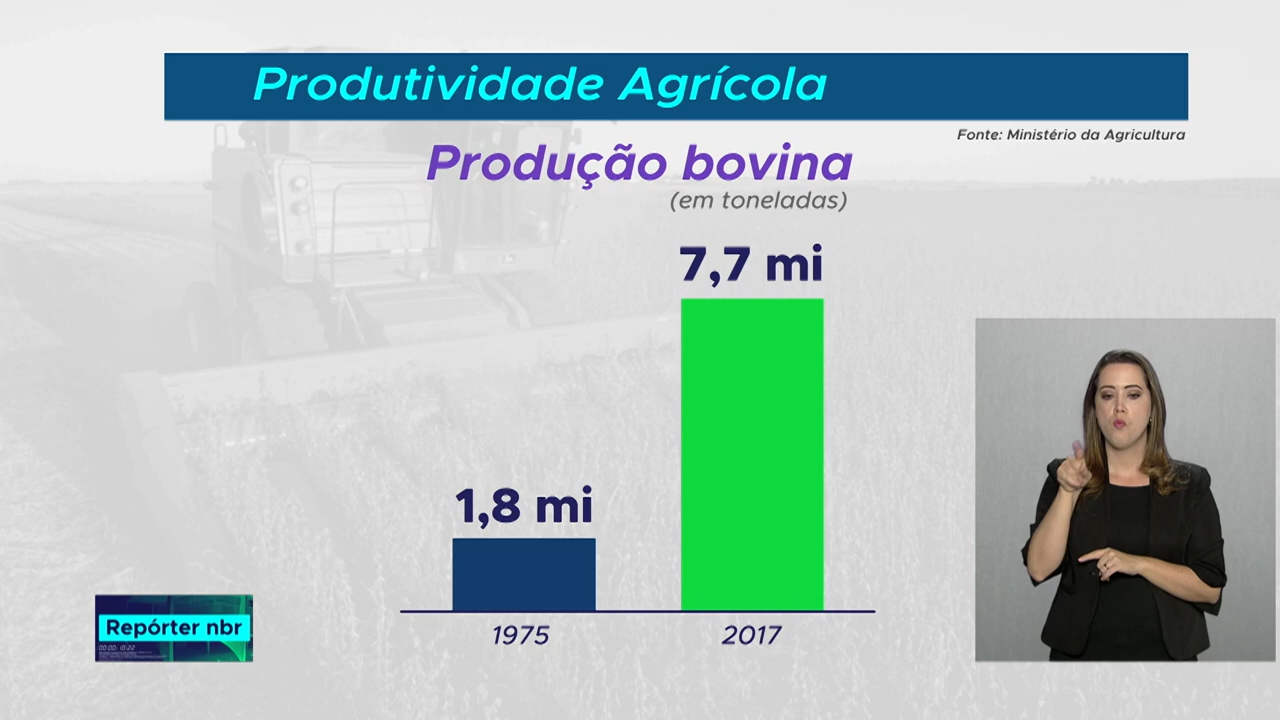 Produtividade Agrícola
Fonte: Ministério da Agricultura
Produção bovina
(em toneladas)
7,7 mi
1,8 mi
1975
2017
Repórter nbr